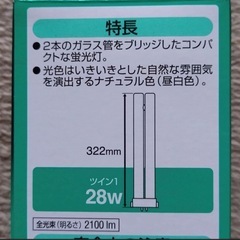 特長
●2本のガラス管をブリッジしたコンパ
クトな蛍光灯。
●光色はいきいきとした自然な雰囲気
を演出するナチュラル色（昼白色）。
322mm
ツイン1
28w
全光束（明るさ） 2100 lm